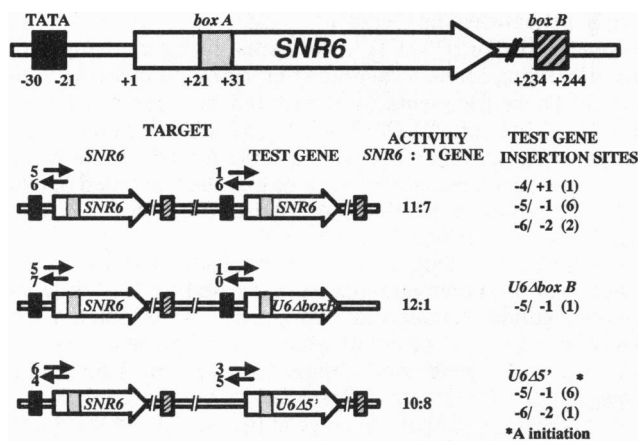 TATA box A box B
SNR6
-30 -21 +1 +21 +31 +234 +244
TARGET
SNR6 TEST GENE
ACTIVITY
SNR6 : T GENE
TEST GENE
INSERTION SITES
5 1
6 6
SNR6 SNR6
11:7
-4/ +1 (1)
-5/ -1 (6)
-6/ -2 (2)
5 1
7 0
SNR6 U6ΔboxB
12:1
U6Δbox B
-5/ -1 (1)
6 3
4 5
SNR6 U6Δ5'
10:8
U6Δ5' *
-5/ -1 (6)
-6/ -2 (1)
*A initiation